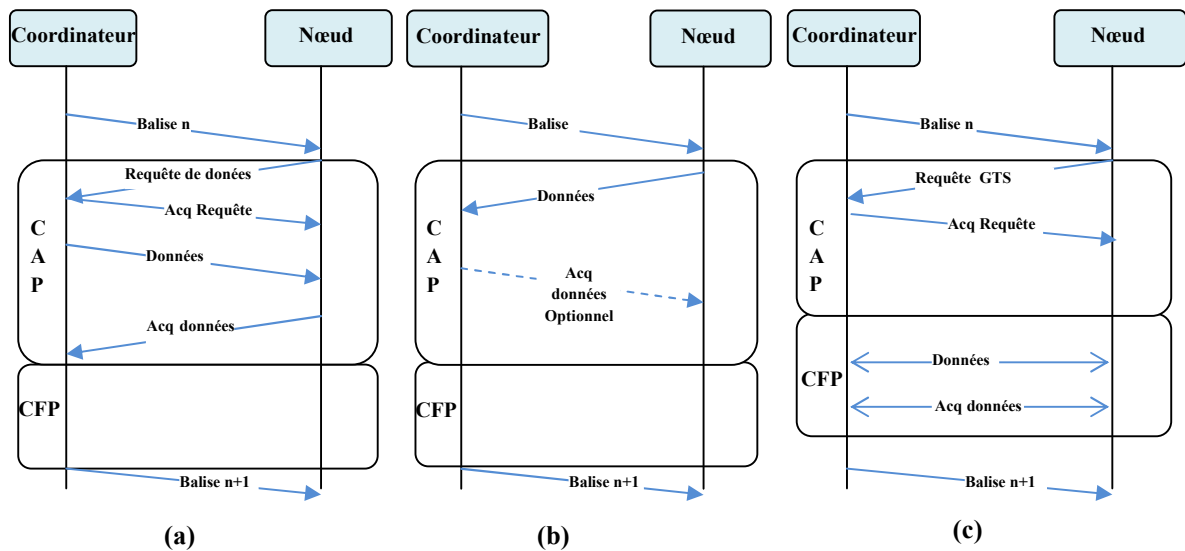 Coordinateur
Nœud
Balise n
Requête de donées
Acq Requête
Données
Acq données
C
A
P
CFP
Balise n+1
(a)
Coordinateur
Nœud
Balise
Données
Acq
données
Optionnel
C
A
P
CFP
Balise n+1
(b)
Coordinateur
Nœud
Balise n
Requête GTS
Acq Requête
C
A
P
Données
CFP
Acq données
Balise n+1
(c)